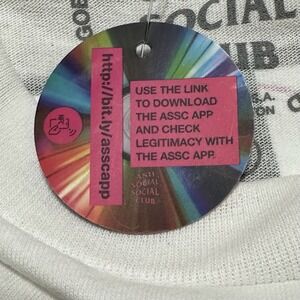 SOCIAL
CLUB
http://bit.ly/asscapp
USE THE LINK
TO DOWNLOAD
THE ASSC APP
AND CHECK
LEGITIMACY WITH
THE ASSC APP.
ANTI
SOCIAL
SOCIAL
CLUB